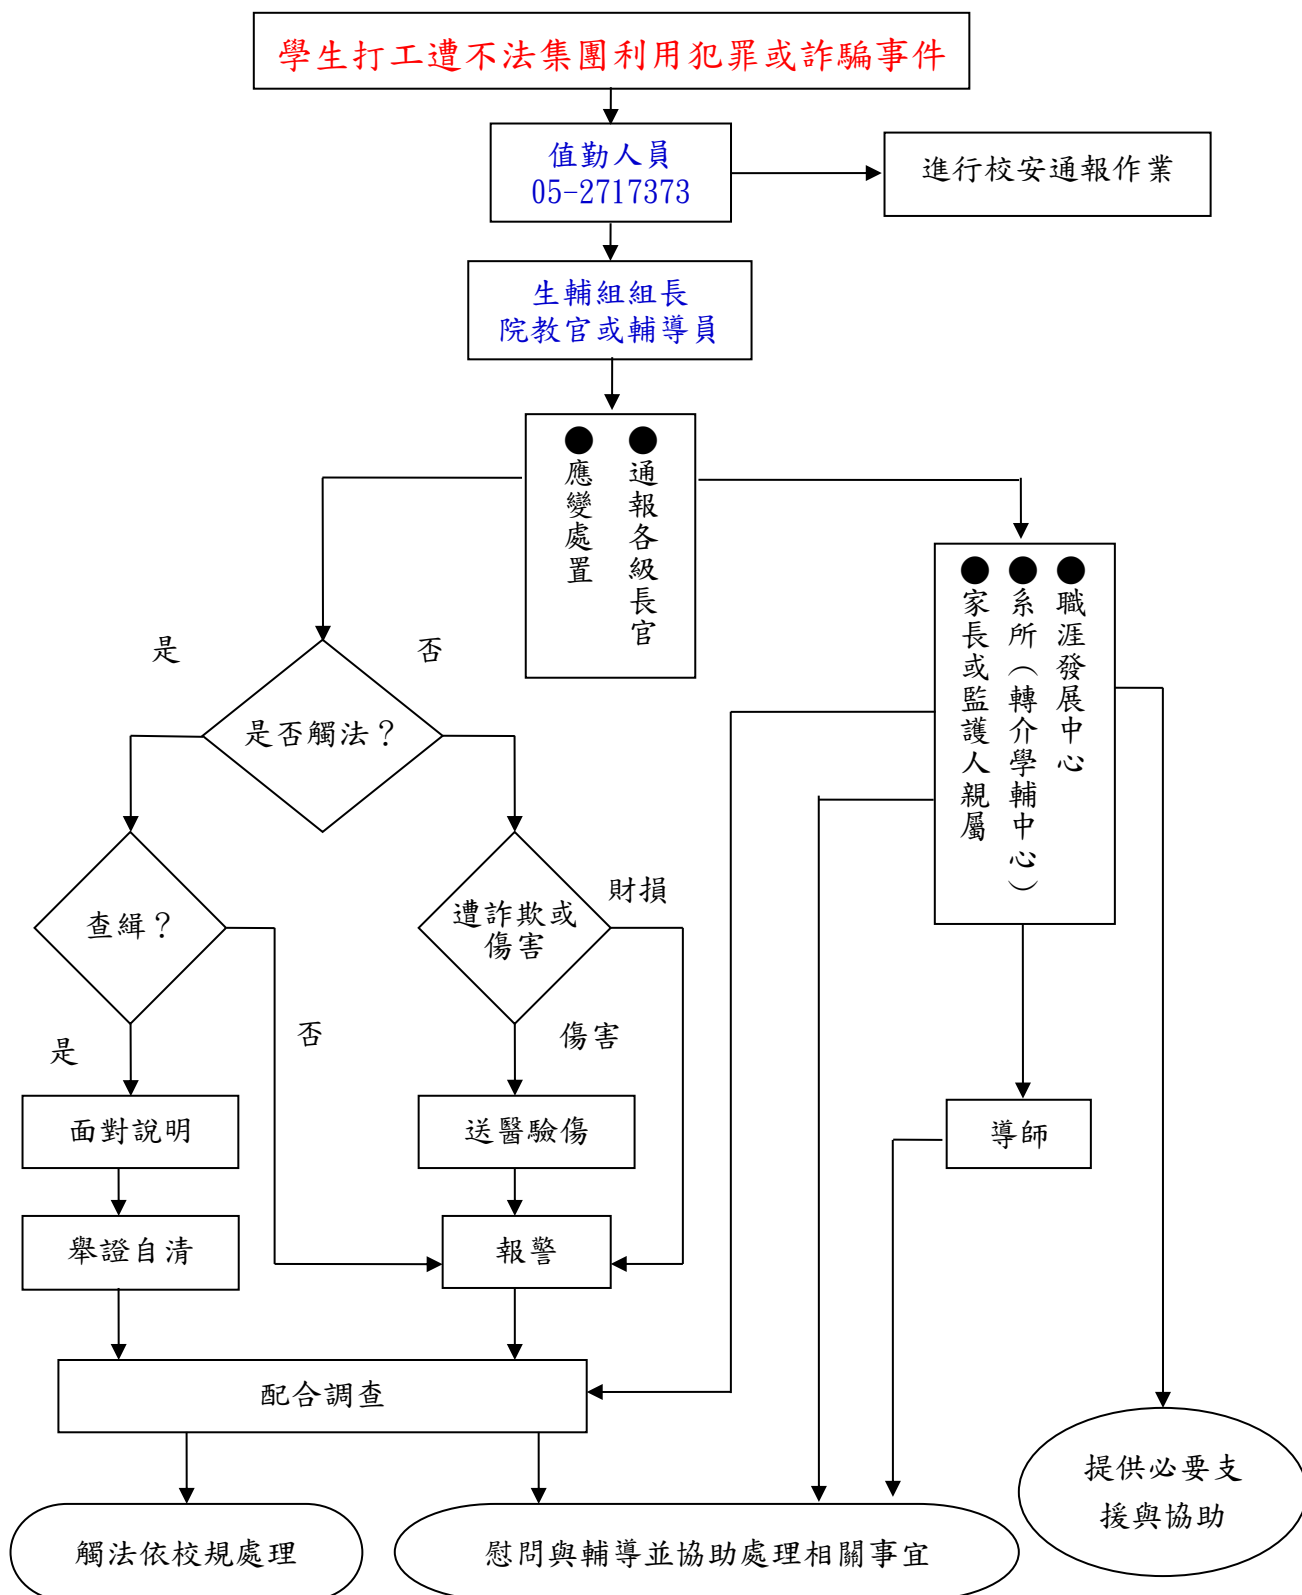 學生打工遭不法集團利用犯罪或詐騙事件
值勤人員
05-2717373
進行校安通報作業
生輔組組長
院教官或輔導員
●通報各級長官
●應變處置
●職涯發展中心
●系所（轉介學輔中心）
●家長或監護人親屬
是
否
是否觸法？
查緝？
遭詐欺或
傷害
財損
是
否
傷害
面對說明
送醫驗傷
導師
舉證自清
報警
配合調查
提供必要支
援與協助
觸法依校規處理
慰問與輔導並協助處理相關事宜